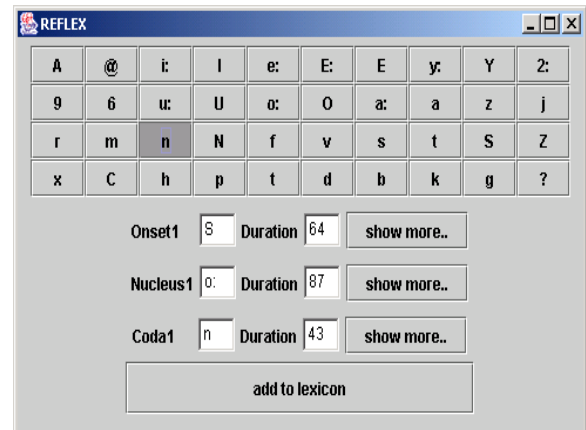 REFLEX
A @ i: I e: E: E y: Y 2:
9 6 u: U o: O a: a z j
r m n N f v s t S Z
x C h p t d b k g ?
Onset1 S Duration 64 show more..
Nucleus1 o: Duration 87 show more..
Coda1 n Duration 43 show more..
add to lexicon